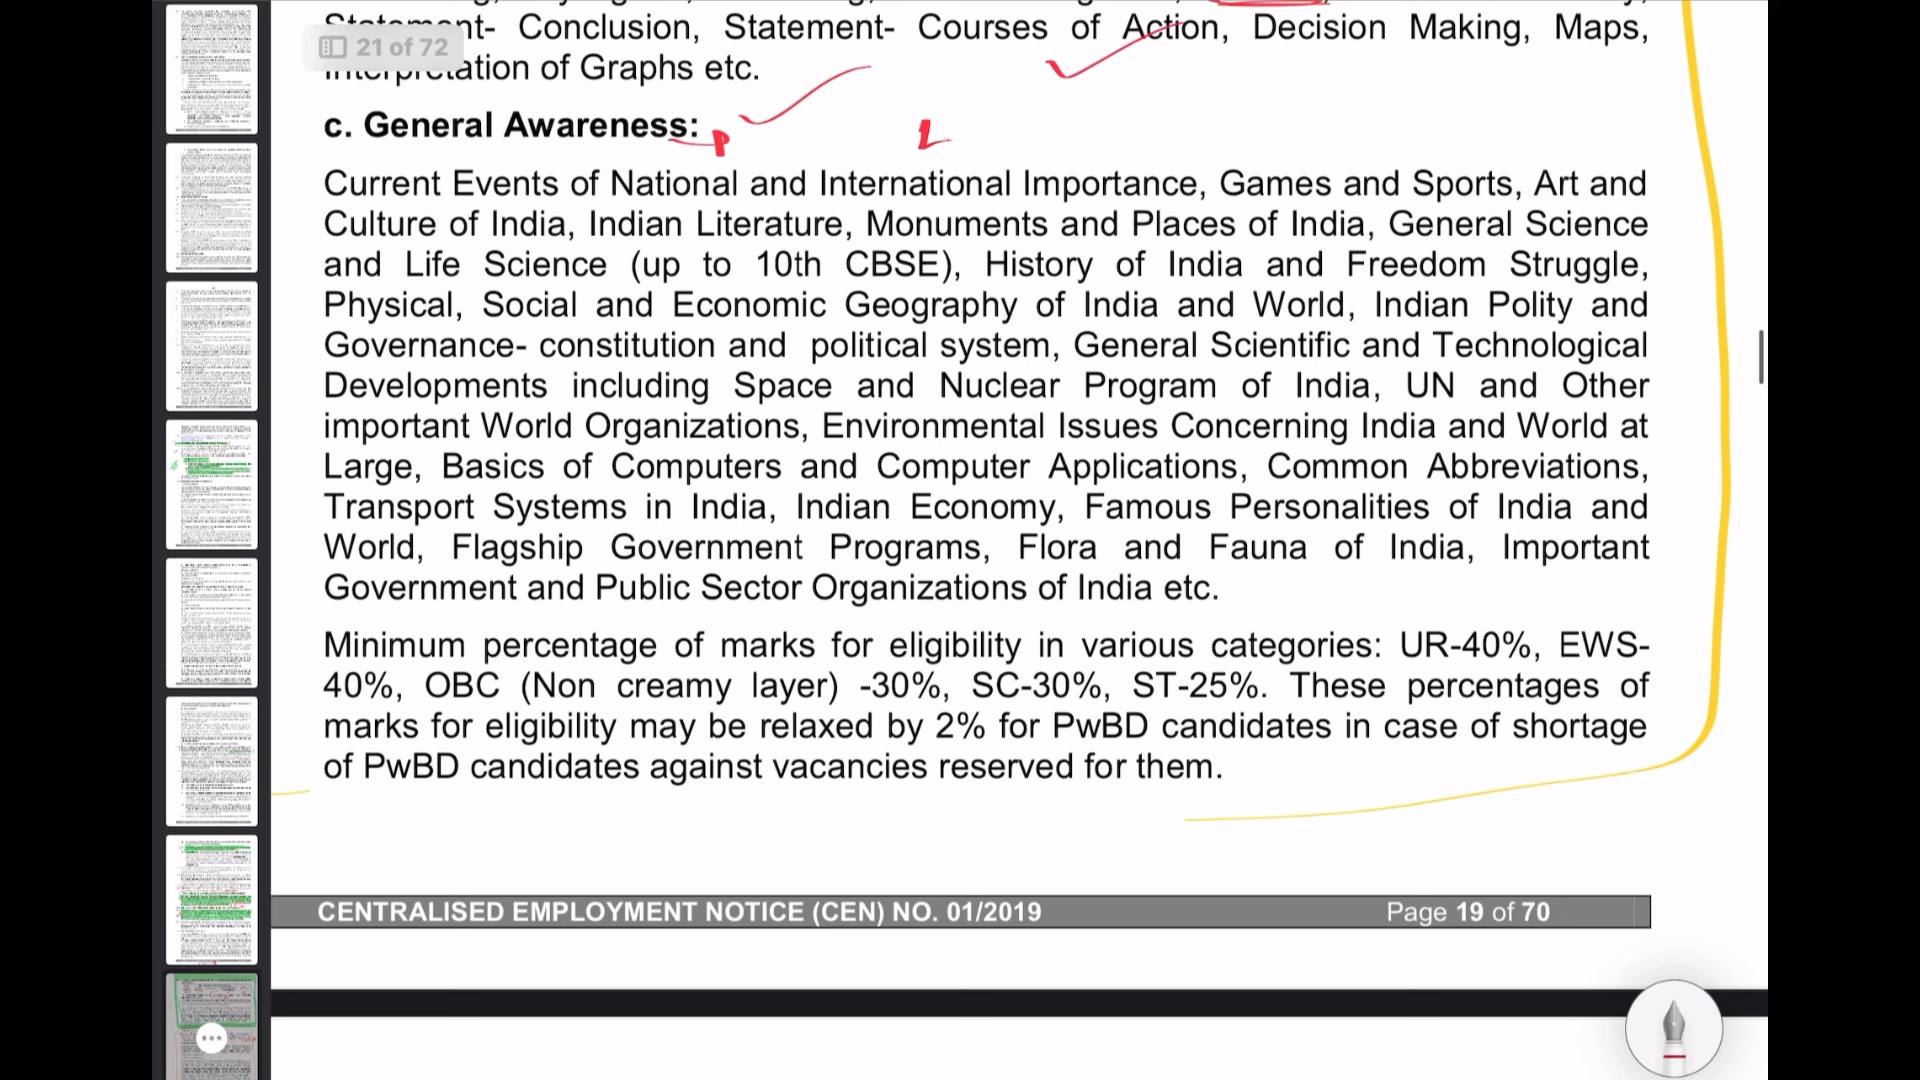 Statement- Conclusion, Statement- Courses of Action, Decision Making, Maps,
21 of 72
Interpretation of Graphs etc.
c. General Awareness:
P
L
Current Events of National and International Importance, Games and Sports, Art and
Culture of India, Indian Literature, Monuments and Places of India, General Science
and Life Science (up to 10th CBSE), History of India and Freedom Struggle,
Physical, Social and Economic Geography of India and World, Indian Polity and
Governance- constitution and political system, General Scientific and Technological
Developments including Space and Nuclear Program of India, UN and Other
important World Organizations, Environmental Issues Concerning India and World at
Large, Basics of Computers and Computer Applications, Common Abbreviations,
Transport Systems in India, Indian Economy, Famous Personalities of India and
World, Flagship Government Programs, Flora and Fauna of India, Important
Government and Public Sector Organizations of India etc.
Minimum percentage of marks for eligibility in various categories: UR-40%, EWS-
40%, OBC (Non creamy layer) -30%, SC-30%, ST-25%. These percentages of
marks for eligibility may be relaxed by 2% for PwBD candidates in case of shortage
of PwBD candidates against vacancies reserved for them.
CENTRALISED EMPLOYMENT NOTICE (CEN) NO. 01/2019 Page 19 of 70